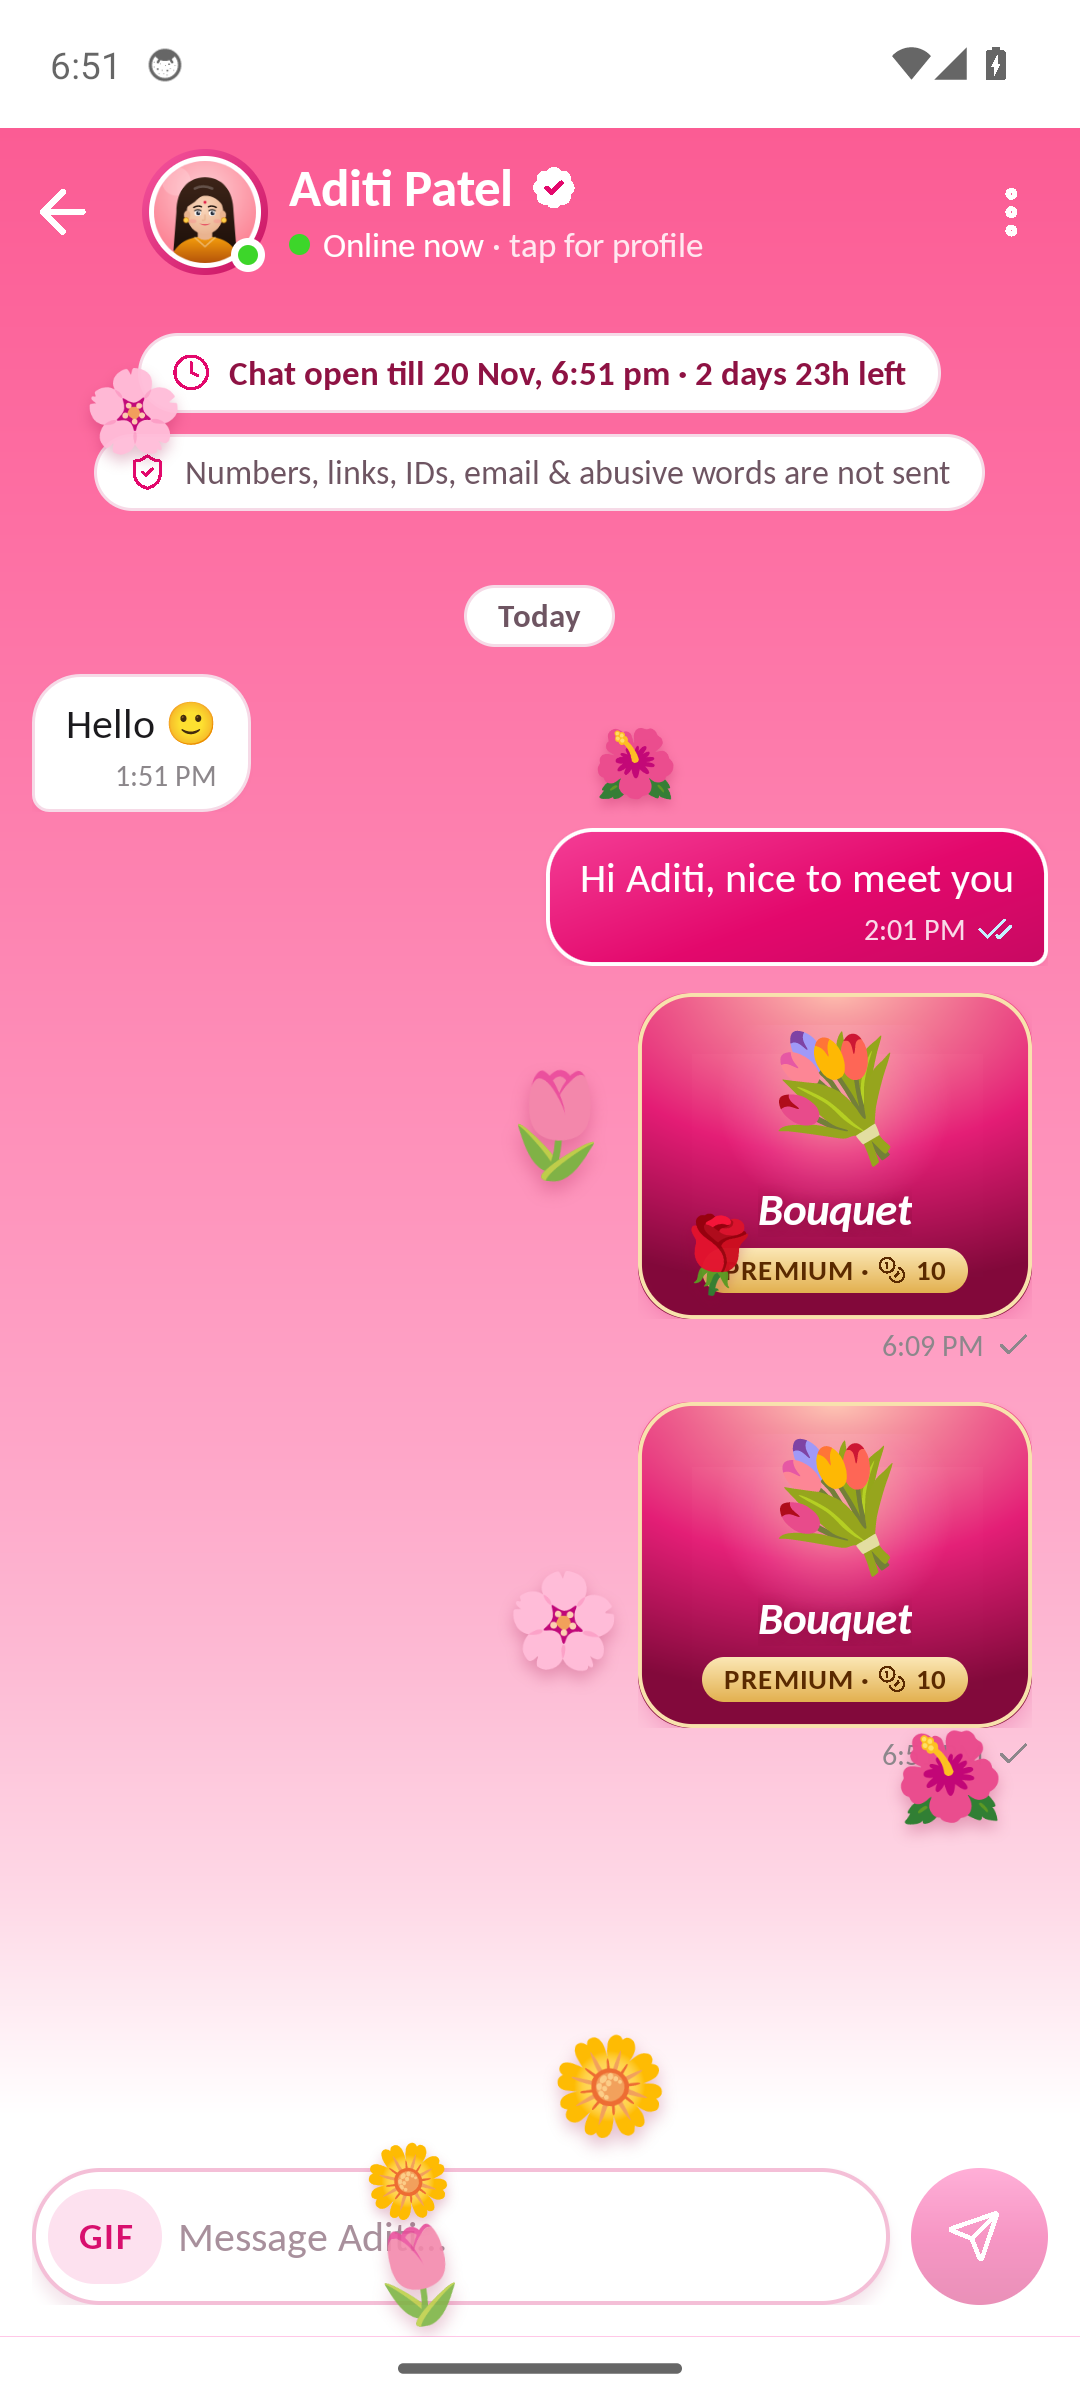 6:51
Aditi Patel
Online now · tap for profile
Chat open till 20 Nov, 6:51 pm · 2 days 23h left
Numbers, links, IDs, email & abusive words are not sent
Today
Hello 🙂
1:51 PM
Hi Aditi, nice to meet you
2:01 PM
Bouquet
PREMIUM · 10
6:09 PM
Bouquet
PREMIUM · 10
GIF Message Aditi...